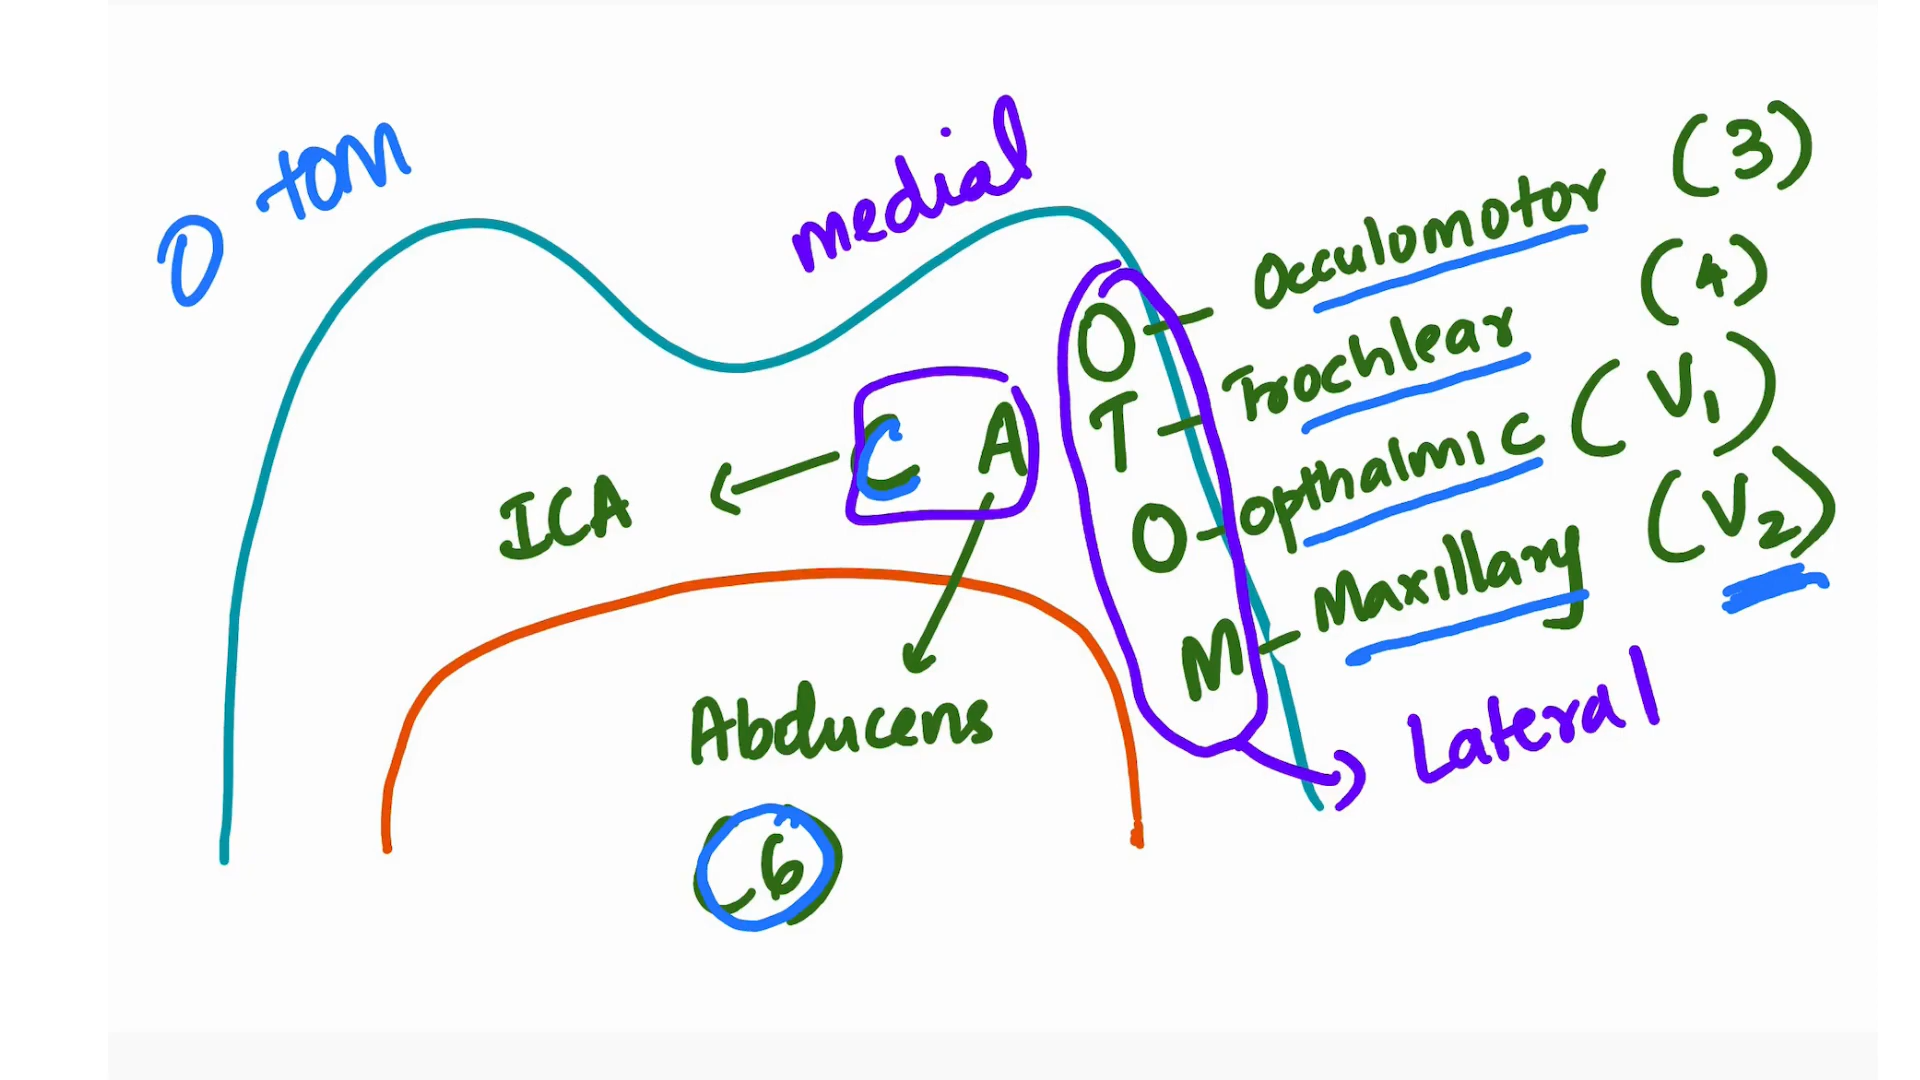 O tom
medial
O - Occulomotor (3)
T - Trochlear (4)
O - opthalmic (V1)
M - Maxillary (V2)
C A
ICA
Abducens
6
Lateral